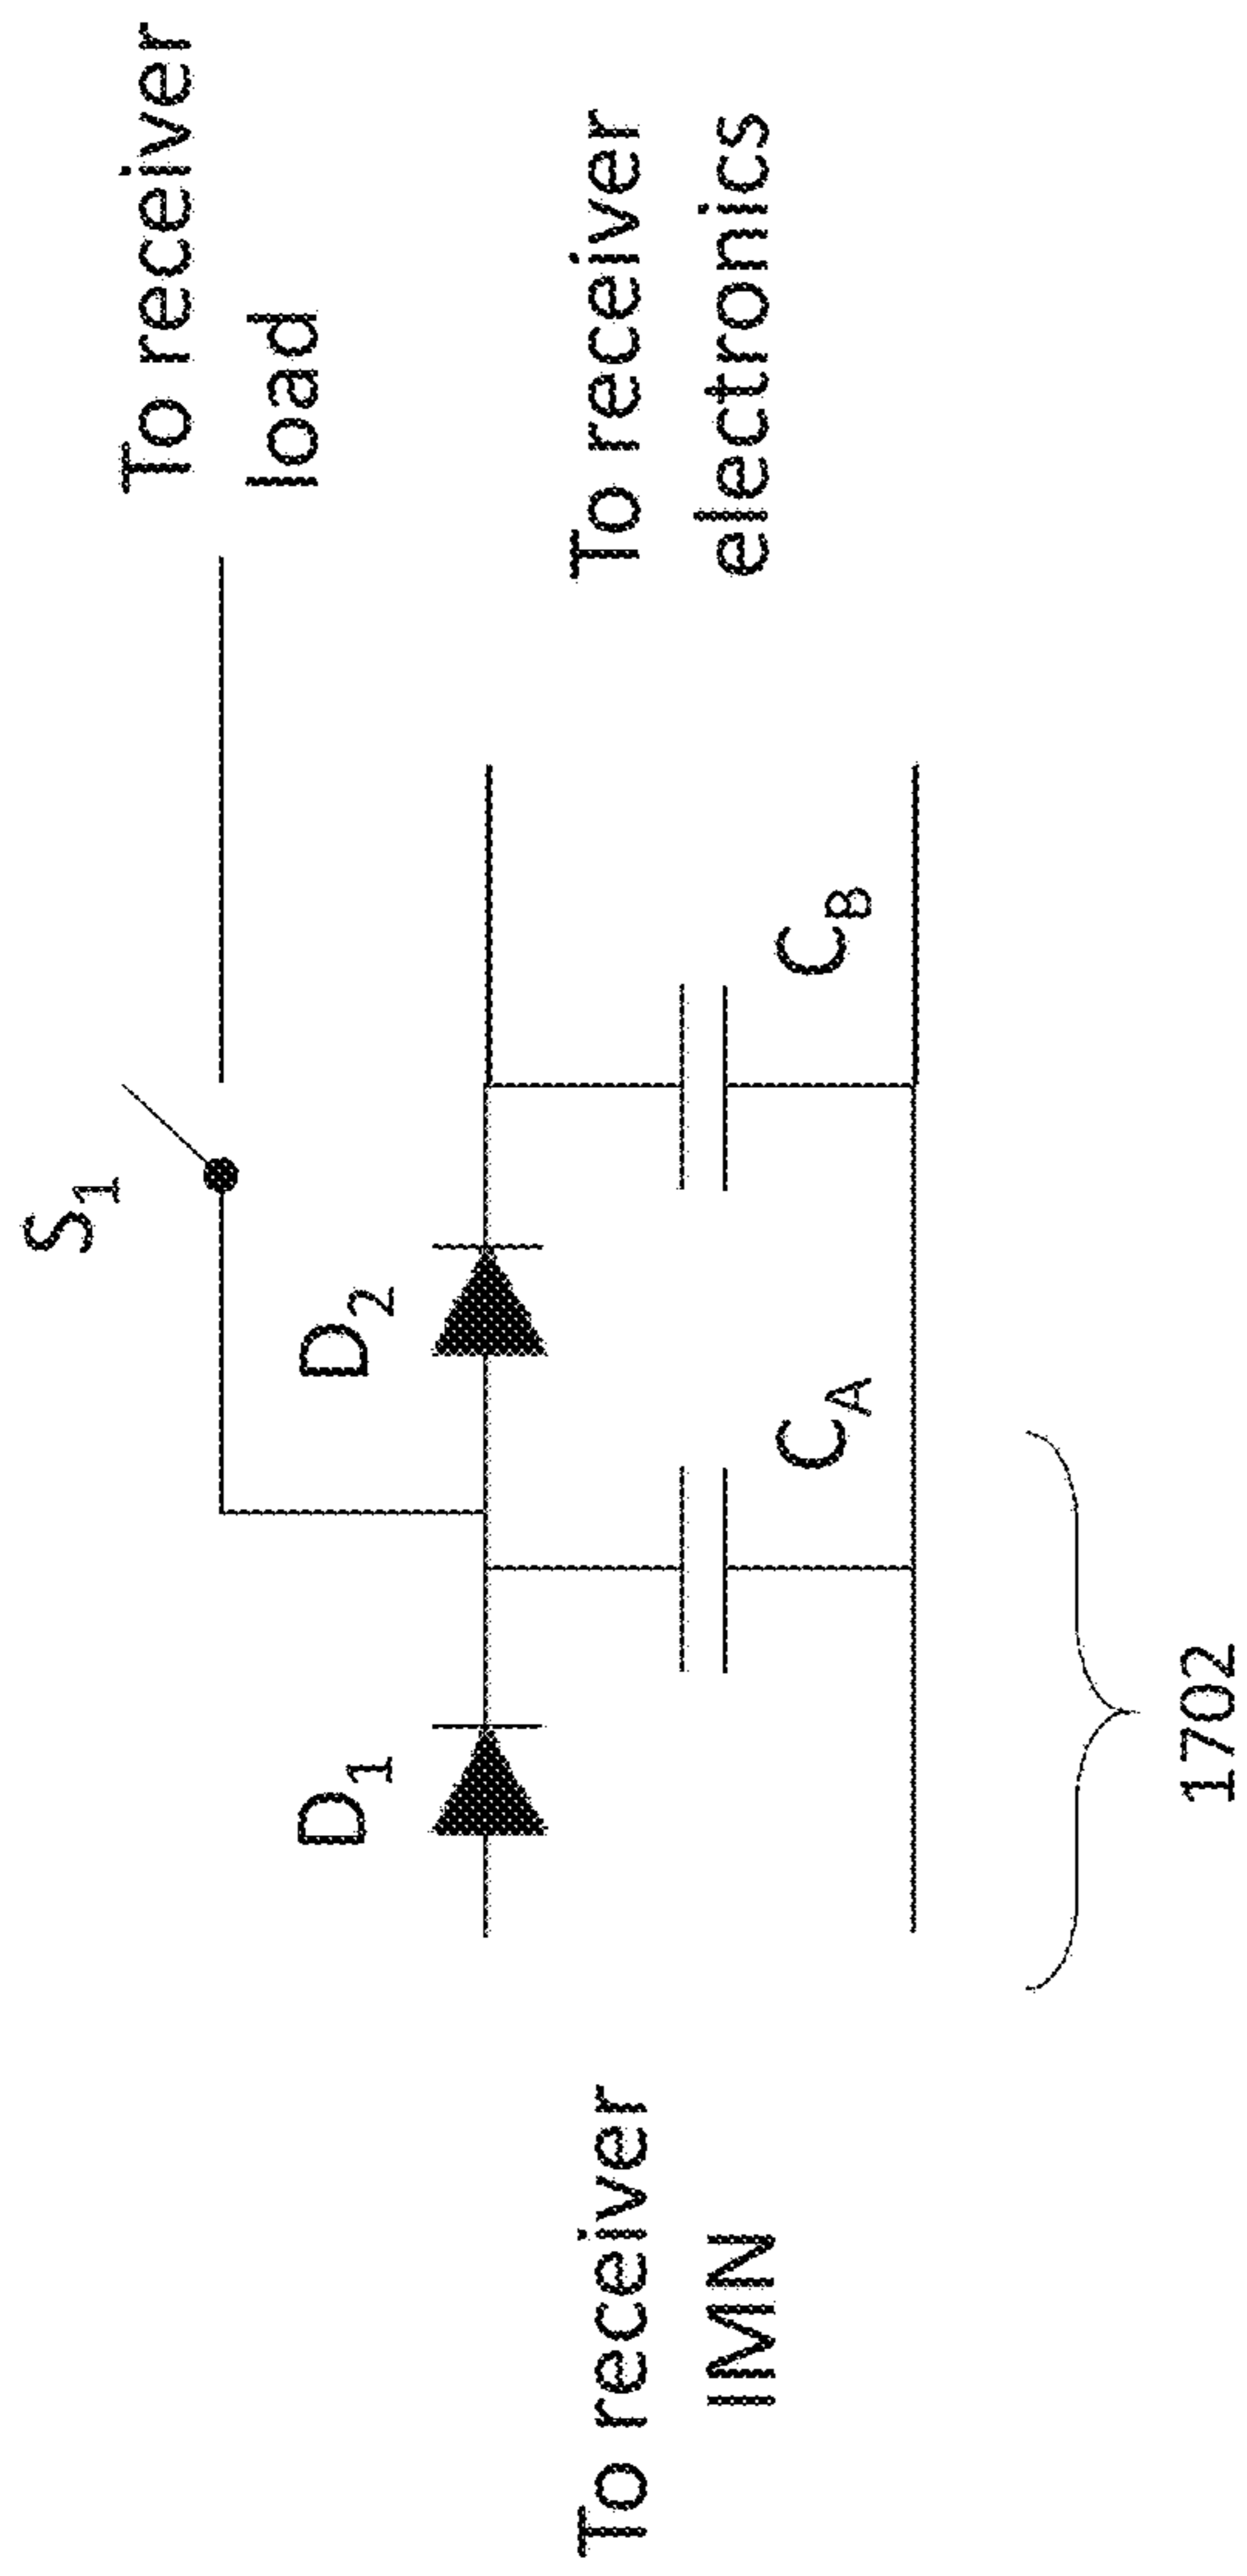 S1
To receiver
load
D1
D2
To receiver
IMN
To receiver
electronics
CA
CB
1702